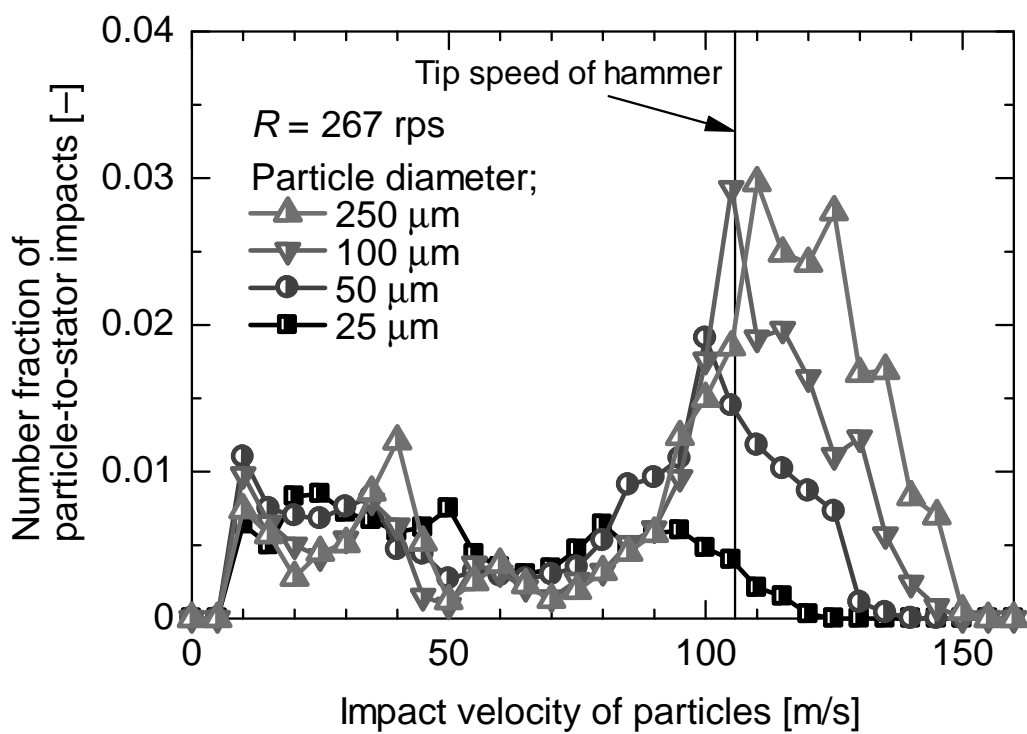 0.04
0.03
0.02
0.01
0
Number fraction of
particle-to-stator impacts [–]
Tip speed of hammer
R = 267 rps
Particle diameter;
250 μm
100 μm
50 μm
25 μm
0 50 100 150
Impact velocity of particles [m/s]